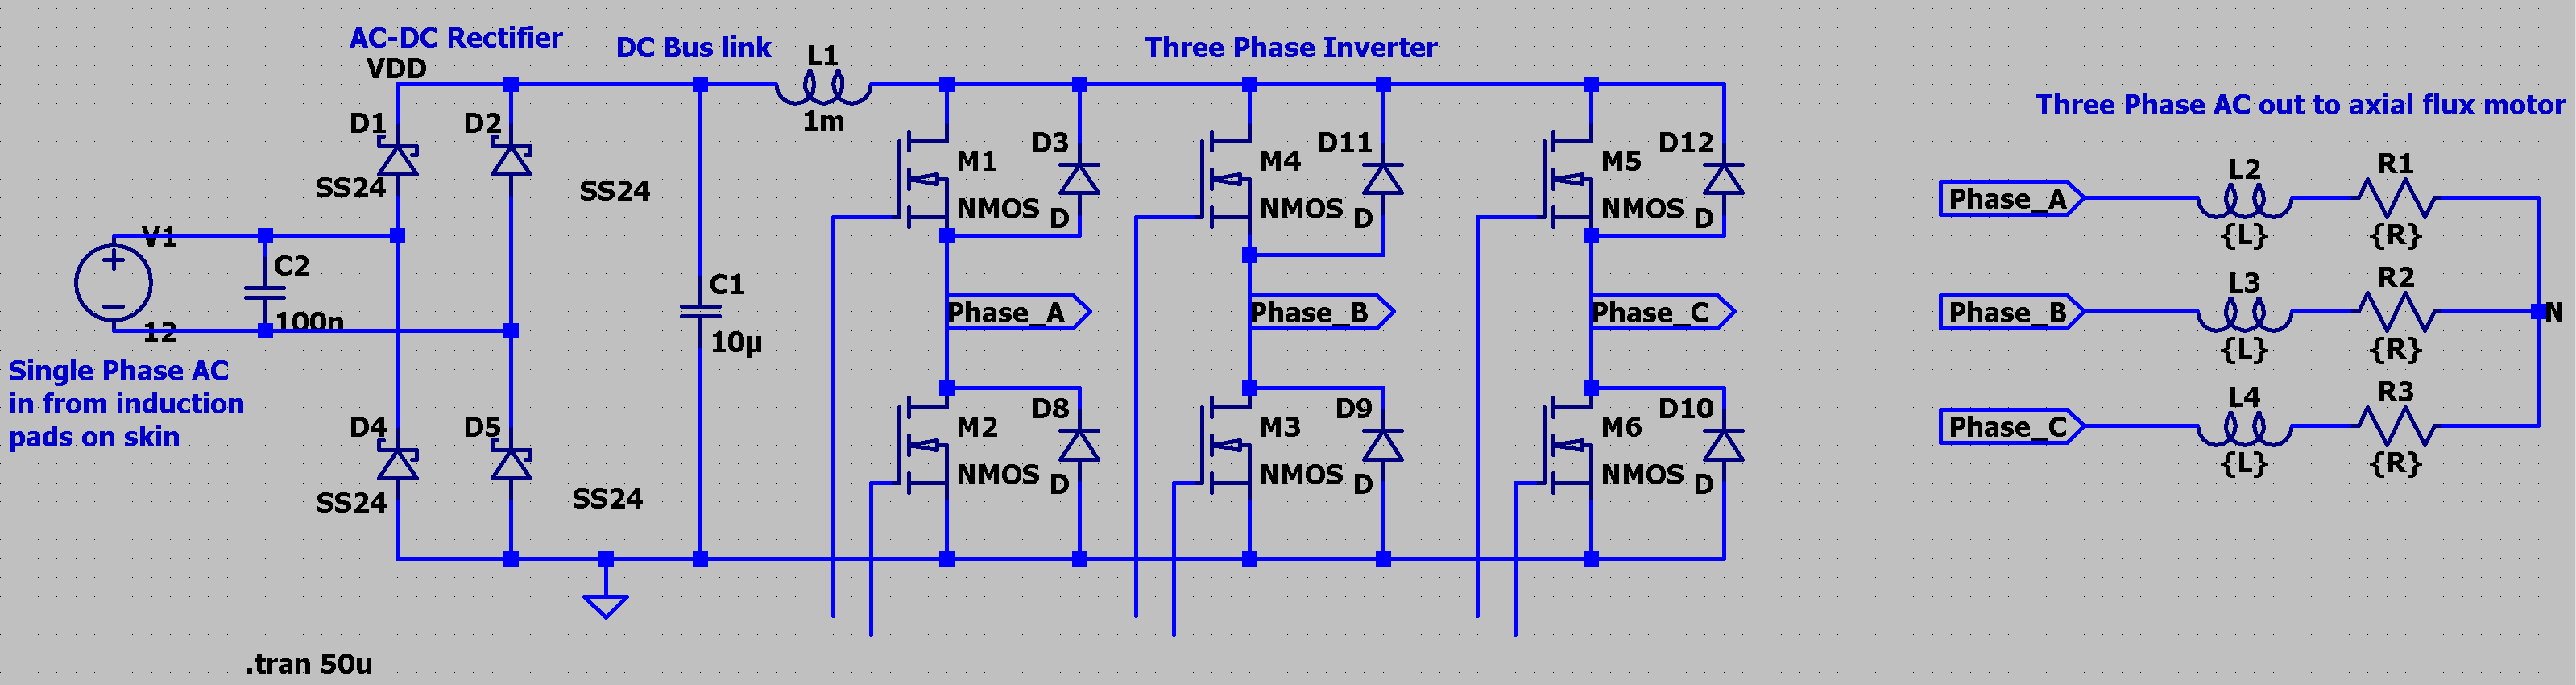 AC-DC Rectifier
VDD
DC Bus link
L1
1m
Three Phase Inverter
Three Phase AC out to axial flux motor
D1
SS24
D2
SS24
V1
12
C2
100n
C1
10µ
D4
SS24
D5
SS24
Single Phase AC
in from induction
pads on skin
M1
NMOS
D3
D
M4
NMOS
D11
D
M5
NMOS
D12
D
Phase_A
Phase_B
Phase_C
M2
NMOS
D8
D
M3
NMOS
D9
D
M6
NMOS
D10
D
Phase_A
L2
{L}
R1
{R}
Phase_B
L3
{L}
R2
{R}
N
Phase_C
L4
{L}
R3
{R}
.tran 50u